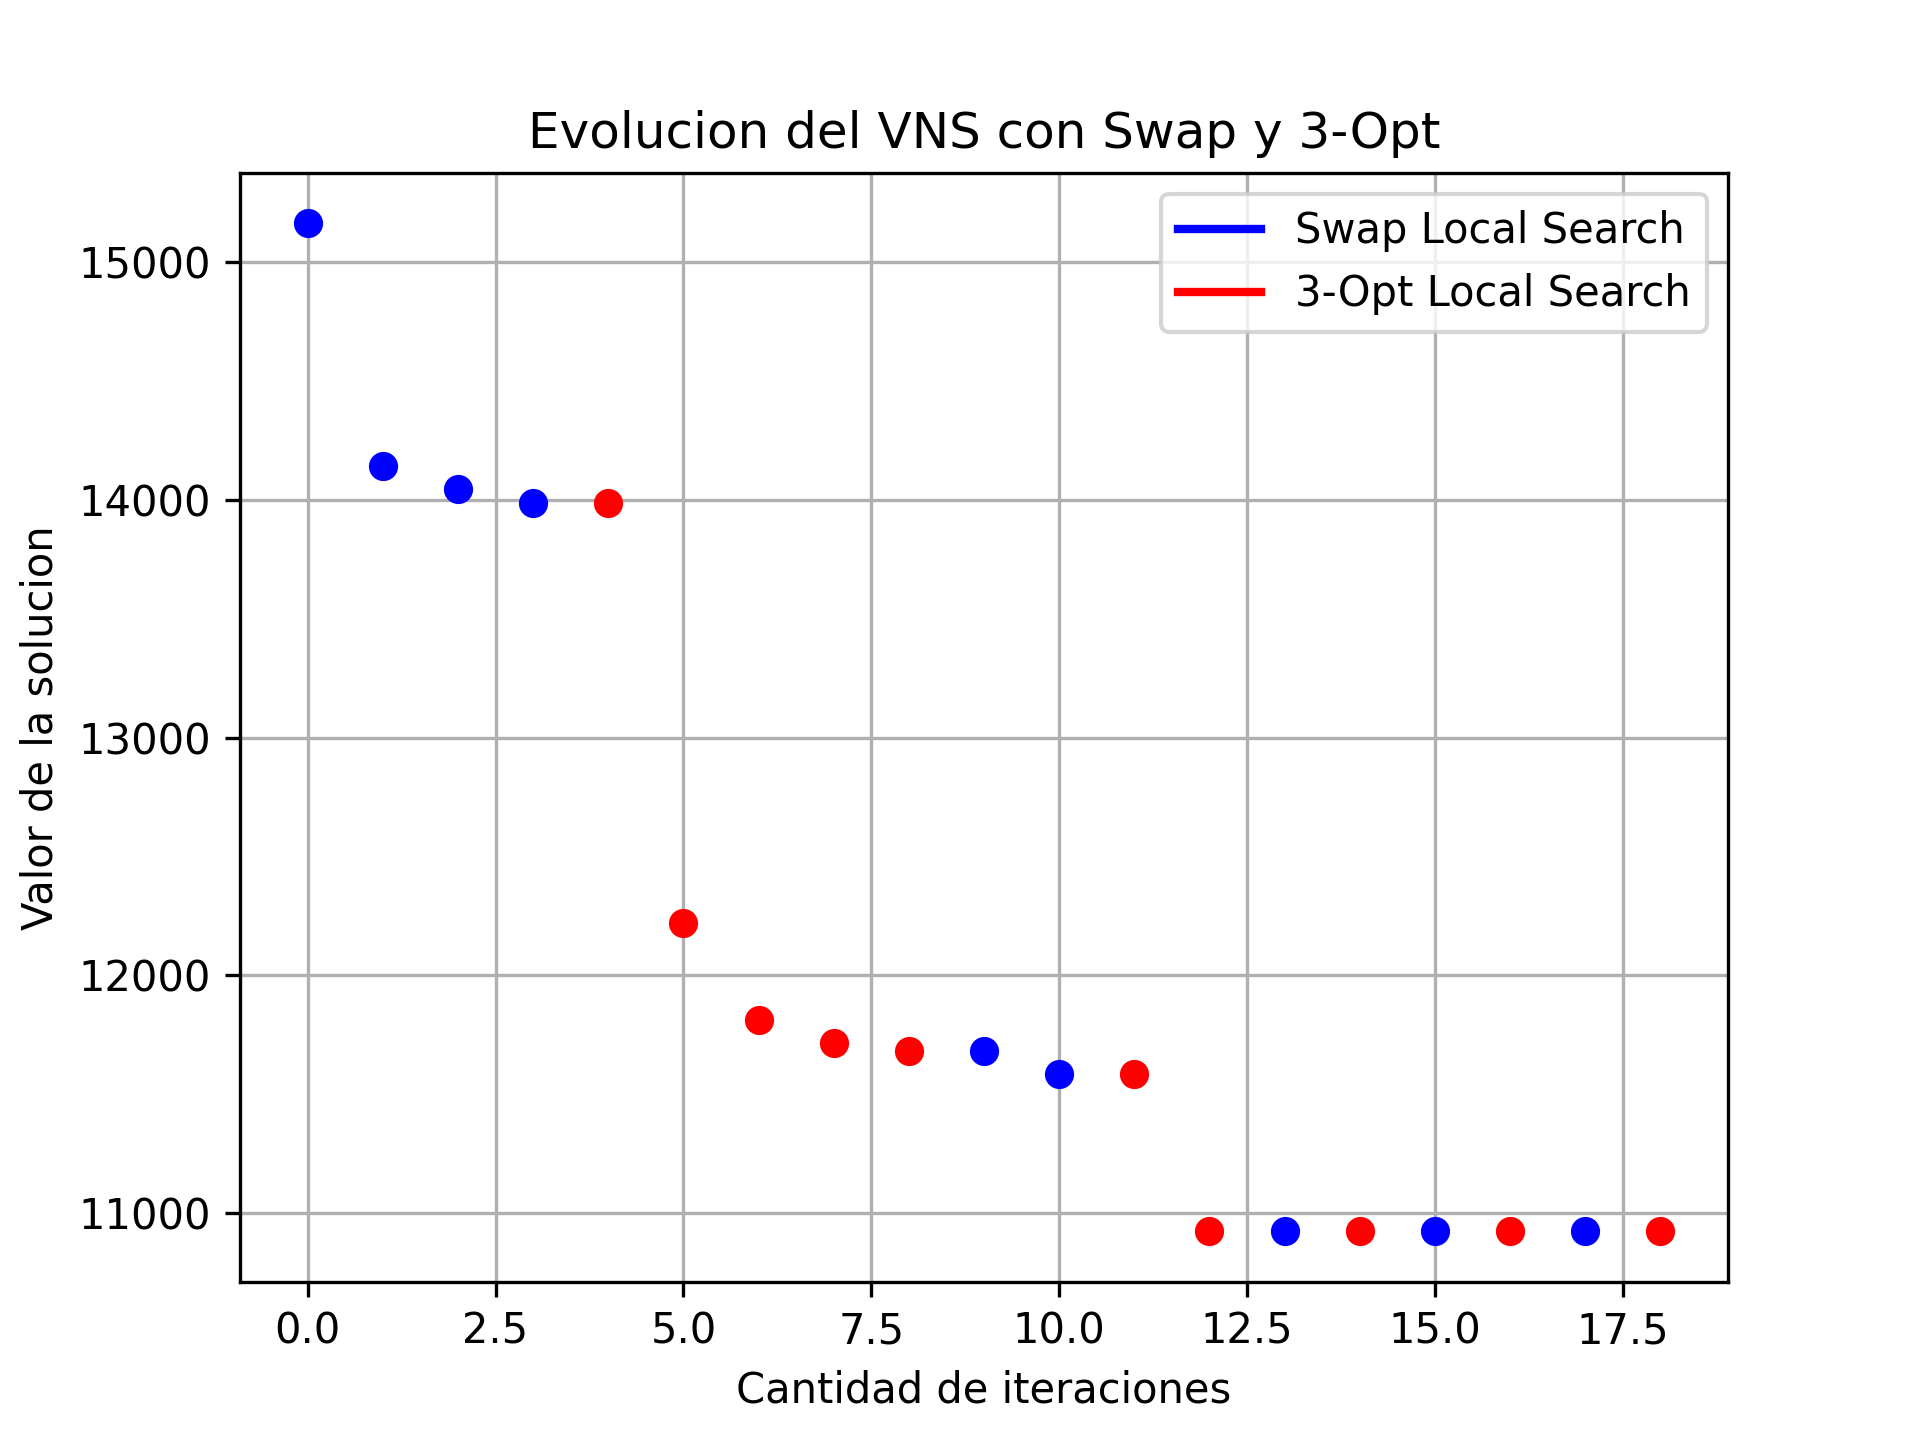 Evolucion del VNS con Swap y 3-Opt
Swap Local Search
3-Opt Local Search
15000
14000
13000
12000
11000
Valor de la solucion
0.0 2.5 5.0 7.5 10.0 12.5 15.0 17.5
Cantidad de iteraciones